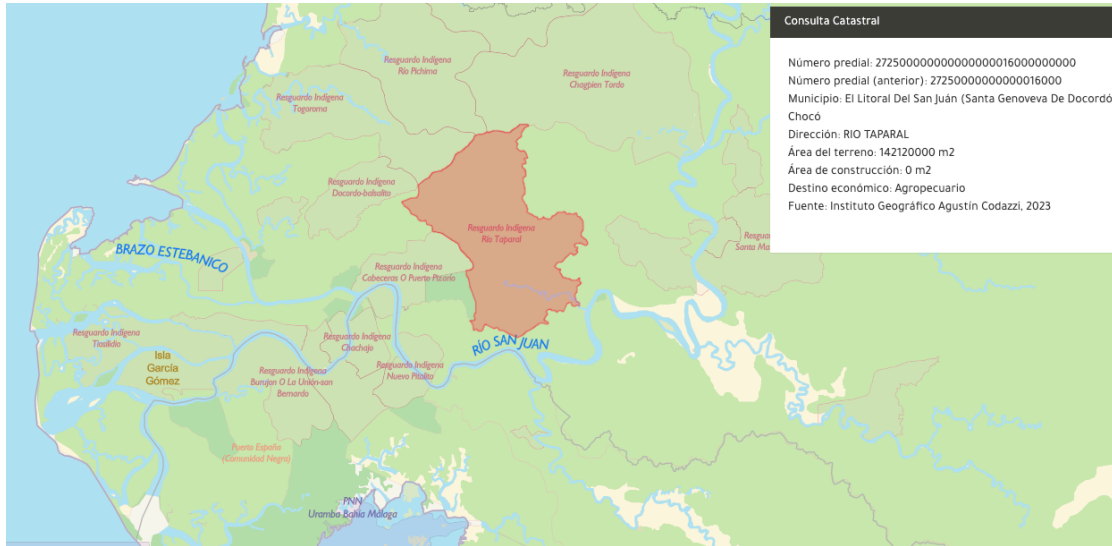 Consulta Catastral
Número predial: 272500000000000000016000000000
Número predial (anterior): 27250000000000016000
Municipio: El Litoral Del San Juán (Santa Genoveva De Docordó
Chocó
Dirección: RIO TAPARAL
Área del terreno: 142120000 m2
Área de construcción: 0 m2
Destino económico: Agropecuario
Fuente: Instituto Geográfico Agustín Codazzi, 2023
Resguardo Indígena
Río Pichima
Resguardo Indígena
Chagpien Tordo
Resguardo Indígena
Togoroma
Resguardo Indígena
Docordo-balsalito
Resguardo Indígena
Río Taparal
Resgua
Santa Ma
BRAZO ESTEBANICO
Resguardo Indígena
Cabeceras O Puerto Pizario
Resguardo Indígena
Tiosilidio
Isla
García
Gómez
Resguardo Indígena
Chachajo
RÍO SAN JUAN
Resguardo Indígena
Burujon O La Unión-san
Bernardo
Resguardo Indígena
Nuevo Pitalito
Puerto España
(Comunidad Negra)
PNN
Uramba Bahía Málaga